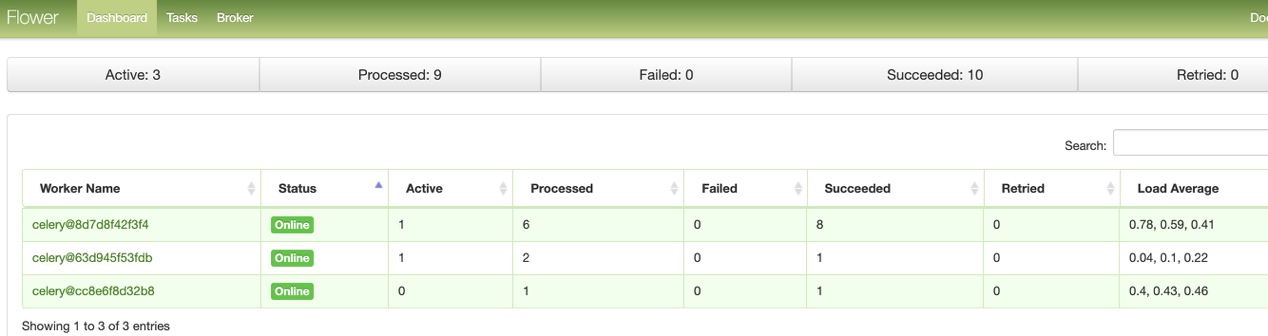 Flower Dashboard Tasks Broker
Active: 3 Processed: 9 Failed: 0 Succeeded: 10 Retried: 0
Search:
Worker Name Status Active Processed Failed Succeeded Retried Load Average
celery@8d7d8f42f3f4 Online 1 6 0 8 0 0.78, 0.59, 0.41
celery@63d945f53fdb Online 1 2 0 1 0 0.04, 0.1, 0.22
celery@cc8e6f8d32b8 Online 0 1 0 1 0 0.4, 0.43, 0.46
Showing 1 to 3 of 3 entries